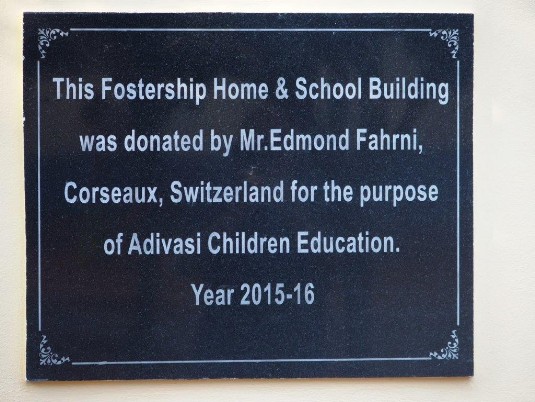 This Fostership Home & School Building
was donated by Mr.Edmond Fahrni,
Corseaux, Switzerland for the purpose
of Adivasi Children Education.
Year 2015-16